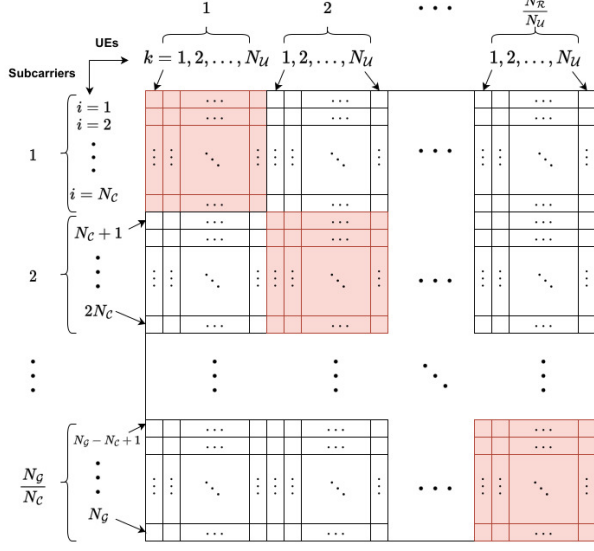 1 2 ⋯ N_ℛ/N_𝒰
UEs k = 1, 2, …, N_𝒰 1, 2, …, N_𝒰 1, 2, …, N_𝒰
Subcarriers
i = 1
i = 2
1
i = N_𝒞
N_𝒞 + 1
2
2N_𝒞
N_𝒢 − N_𝒞 + 1
N_𝒢/N_𝒞
N_𝒢